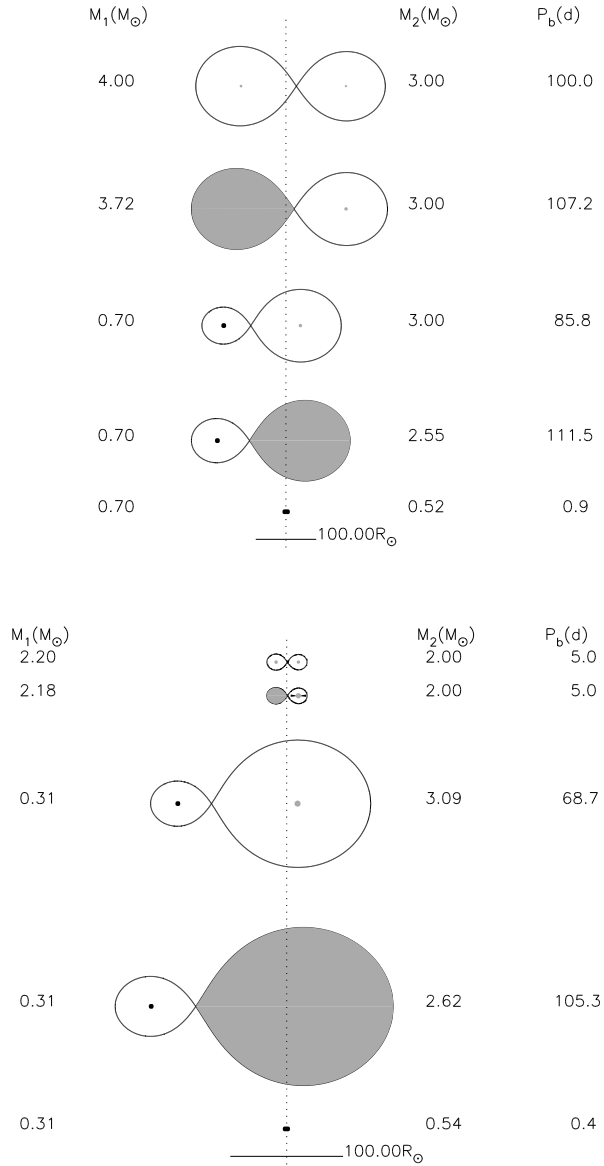 M₁(M⊙) M₂(M⊙) P_b(d)
4.00 3.00 100.0
3.72 3.00 107.2
0.70 3.00 85.8
0.70 2.55 111.5
0.70 0.52 0.9
100.00R⊙
M₁(M⊙) M₂(M⊙) P_b(d)
2.20 2.00 5.0
2.18 2.00 5.0
0.31 3.09 68.7
0.31 2.62 105.3
0.31 0.54 0.4
100.00R⊙